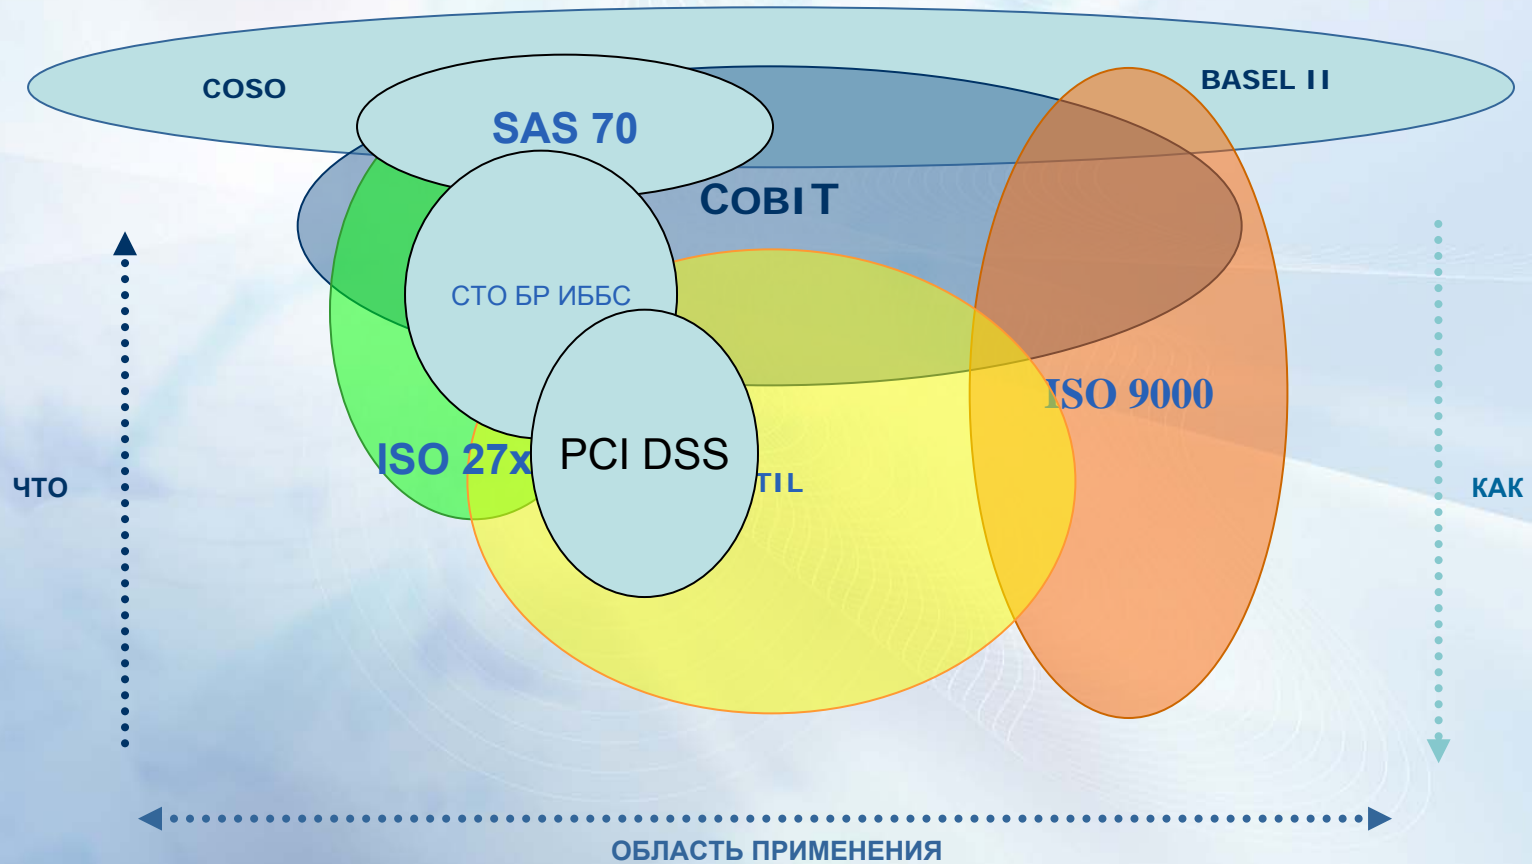 COSO
BASEL II
SAS 70
COBIT
СТО БР ИББС
ISO 9000
ISO 27x
PCI DSS
TIL
ЧТО
КАК
ОБЛАСТЬ ПРИМЕНЕНИЯ